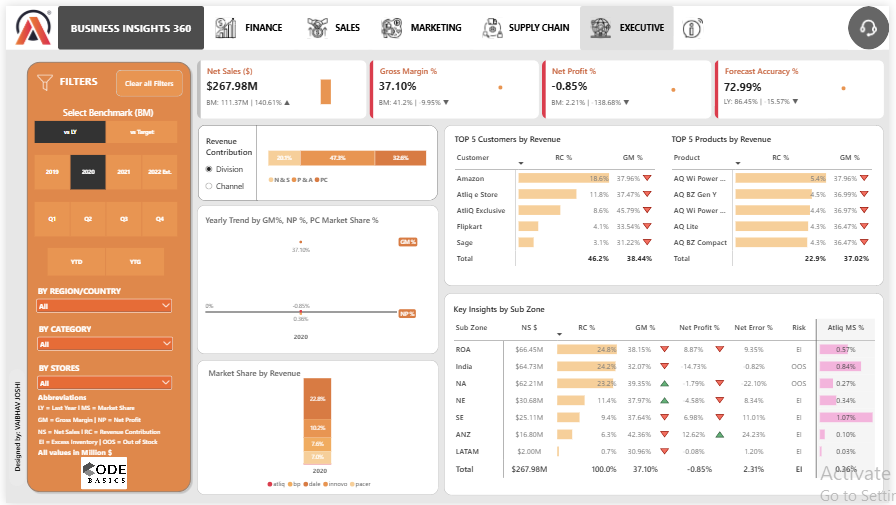 BUSINESS INSIGHTS 360
FINANCE
SALES
MARKETING
SUPPLY CHAIN
EXECUTIVE
FILTERS
Clear all Filters
Select Benchmark (BM)
vs LY
vs Target
2019
2020
2021
2022 Est.
Q1
Q2
Q3
Q4
YTD
YTG
BY REGION/COUNTRY
All
BY CATEGORY
All
BY STORES
All
Abbreviations
LY = Last Year I MS = Market Share
GM = Gross Margin | NP = Net Profit
NS = Net Sales I RC = Revenue Contribution
EI = Excess Inventory | OOS = Out of Stock
All values in Million $
CODE
BASICS
Designed by: VAIBHAV JOSHI
Net Sales ($)
$267.98M
BM: 111.37M | 140.61% ▲
Gross Margin %
37.10%
BM: 41.2% | -9.95% ▼
Net Profit %
-0.85%
BM: 2.21% | -138.68% ▼
Forecast Accuracy %
72.99%
LY: 86.45% | -15.57% ▼
Revenue
Contribution
Division
Channel
47.3%
32.6%
N & S P & A PC
Yearly Trend by GM%, NP %, PC Market Share %
GM %
37.10%
0%
-0.85%
0.36%
NP %
2020
Market Share by Revenue
22.8%
10.2%
7.6%
7.0%
2020
atliq bp dale innovo pacer
TOP 5 Customers by Revenue
Customer RC % GM %
Amazon 18.6% 37.96% ▼
Atliq e Store 11.8% 37.47% ▼
AtliQ Exclusive 8.6% 45.79% ▼
Flipkart 4.1% 33.54% ▼
Sage 3.1% 31.22% ▼
Total 46.2% 38.44%
TOP 5 Products by Revenue
Product RC % GM %
AQ Wi Power ... 5.4% 37.96% ▼
AQ BZ Gen Y 4.5% 36.99% ▼
AQ Wi Power ... 4.4% 36.97% ▼
AQ Lite 4.3% 36.47% ▼
AQ BZ Compact 4.3% 36.47% ▼
Total 22.9% 37.02%
Key Insights by Sub Zone
Sub Zone NS $ RC % GM % Net Profit % Net Error % Risk Atliq MS %
ROA $66.45M 24.8% 38.15% ▼ 8.87% ▼ 9.35% EI 0.57%
India $64.73M 24.2% 32.07% ▼ -14.73% -0.82% OOS 0.84%
NA $62.21M 23.2% 39.35% ▲ -1.79% ▼ -22.10% OOS 0.27%
NE $30.68M 11.4% 37.97% ▲ -4.58% ▼ 8.34% EI 0.34%
SE $25.11M 9.4% 37.64% ▼ 6.98% ▼ 11.01% EI 1.07%
ANZ $16.80M 6.3% 42.36% ▼ 12.62% ▲ 24.23% EI 0.10%
LATAM $2.00M 0.7% 30.96% ▼ -0.08% 1.20% EI 0.03%
Total $267.98M 100.0% 37.10% -0.85% 2.31% EI 0.36%
Activate
Go to Settin